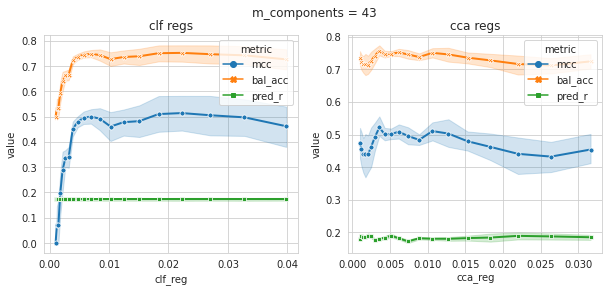 m_components = 43
clf regs
metric
mcc
bal_acc
pred_r
value
0.8
0.7
0.6
0.5
0.4
0.3
0.2
0.1
0.0
0.00
0.01
0.02
0.03
0.04
clf_reg
cca regs
metric
mcc
bal_acc
pred_r
value
0.8
0.7
0.6
0.5
0.4
0.3
0.2
0.000
0.005
0.010
0.015
0.020
0.025
0.030
cca_reg